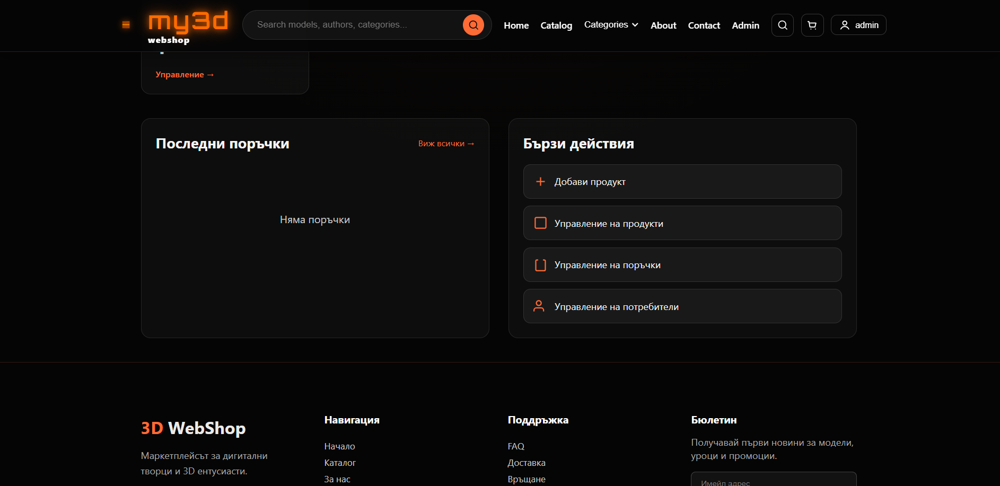 my3d
webshop
Search models, authors, categories...
Home
Catalog
Categories
About
Contact
Admin
admin
Управление →
Последни поръчки
Виж всички →
Няма поръчки
Бързи действия
Добави продукт
Управление на продукти
Управление на поръчки
Управление на потребители
3D WebShop
Маркетплейсът за дигитални
творци и 3D ентусиасти.
Навигация
Начало
Каталог
За нас
Поддръжка
FAQ
Доставка
Връщане
Бюлетин
Получавай първи новини за модели,
уроци и промоции.
Имейл адрес